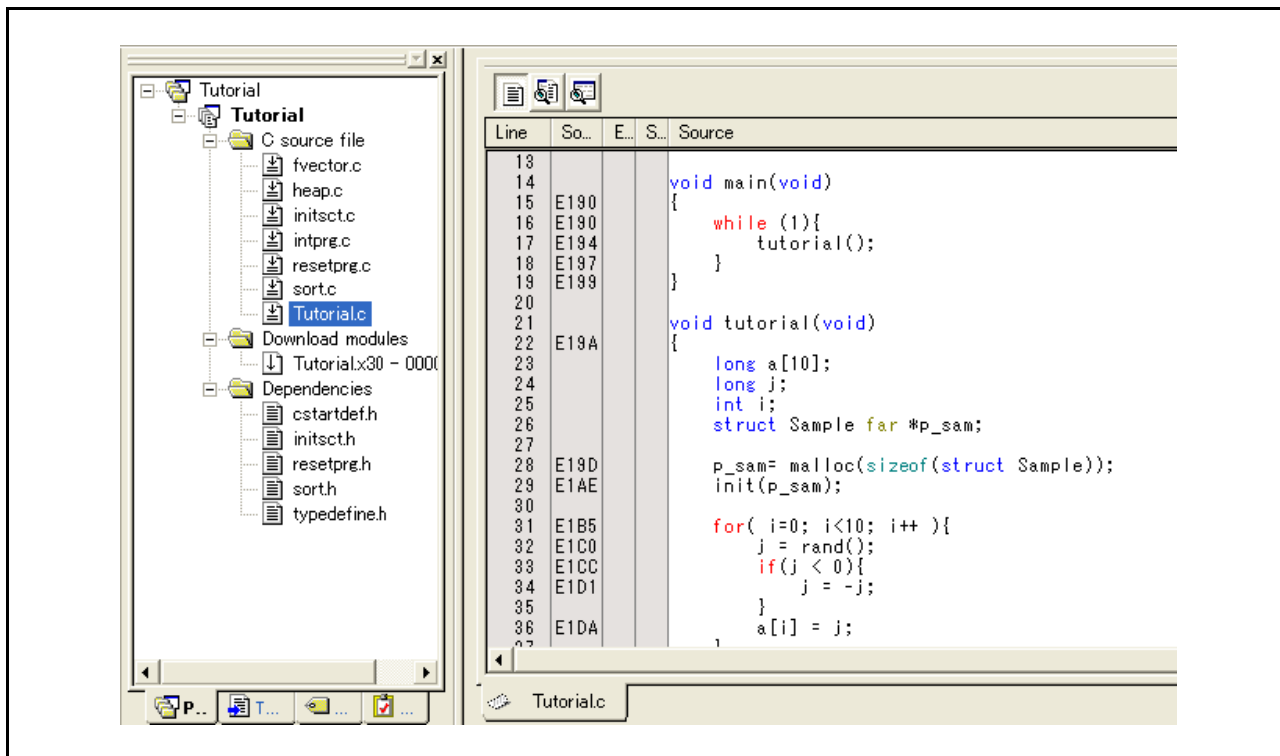 Tutorial
Tutorial
C source file
fvector.c
heap.c
initsct.c
intprg.c
resetprg.c
sort.c
Tutorial.c
Download modules
Tutorial.x30 - 0000
Dependencies
cstartdef.h
initsct.h
resetprg.h
sort.h
typedefine.h
P..
T...
...
...
Line So... E... S... Source
13
14 void main(void)
15 E190 {
16 E190 while (1){
17 E194 tutorial();
18 E197 }
19 E199 }
20
21 void tutorial(void)
22 E19A {
23 long a[10];
24 long j;
25 int i;
26 struct Sample far *p_sam;
27
28 E19D p_sam= malloc(sizeof(struct Sample));
29 E1AE init(p_sam);
30
31 E1B5 for( i=0; i<10; i++ ){
32 E1C0 j = rand();
33 E1CC if(j < 0){
34 E1D1 j = -j;
35 }
36 E1DA a[i] = j;
37 }
Tutorial.c